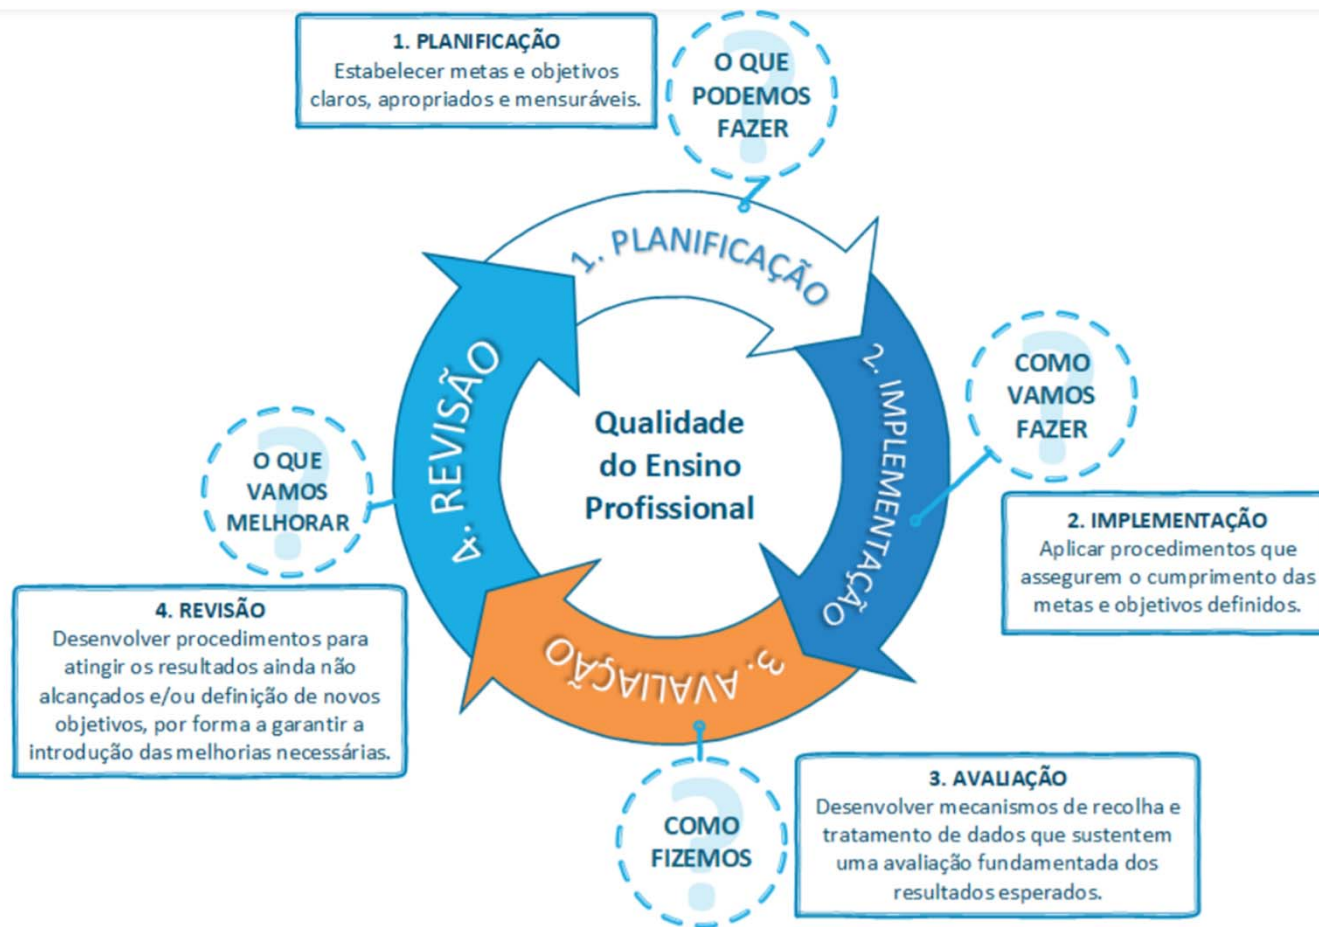 1. PLANIFICAÇÃO
Estabelecer metas e objetivos
claros, apropriados e mensuráveis.
?
O QUE
PODEMOS
FAZER
1. PLANIFICAÇÃO
2. IMPLEMENTAÇÃO
?
COMO
VAMOS
FAZER
2. IMPLEMENTAÇÃO
Aplicar procedimentos que
assegurem o cumprimento das
metas e objetivos definidos.
Qualidade
do Ensino
Profissional
3. AVALIAÇÃO
?
COMO
FIZEMOS
3. AVALIAÇÃO
Desenvolver mecanismos de recolha e
tratamento de dados que sustentem
uma avaliação fundamentada dos
resultados esperados.
4. REVISÃO
?
O QUE
VAMOS
MELHORAR
4. REVISÃO
Desenvolver procedimentos para
atingir os resultados ainda não
alcançados e/ou definição de novos
objetivos, por forma a garantir a
introdução das melhorias necessárias.